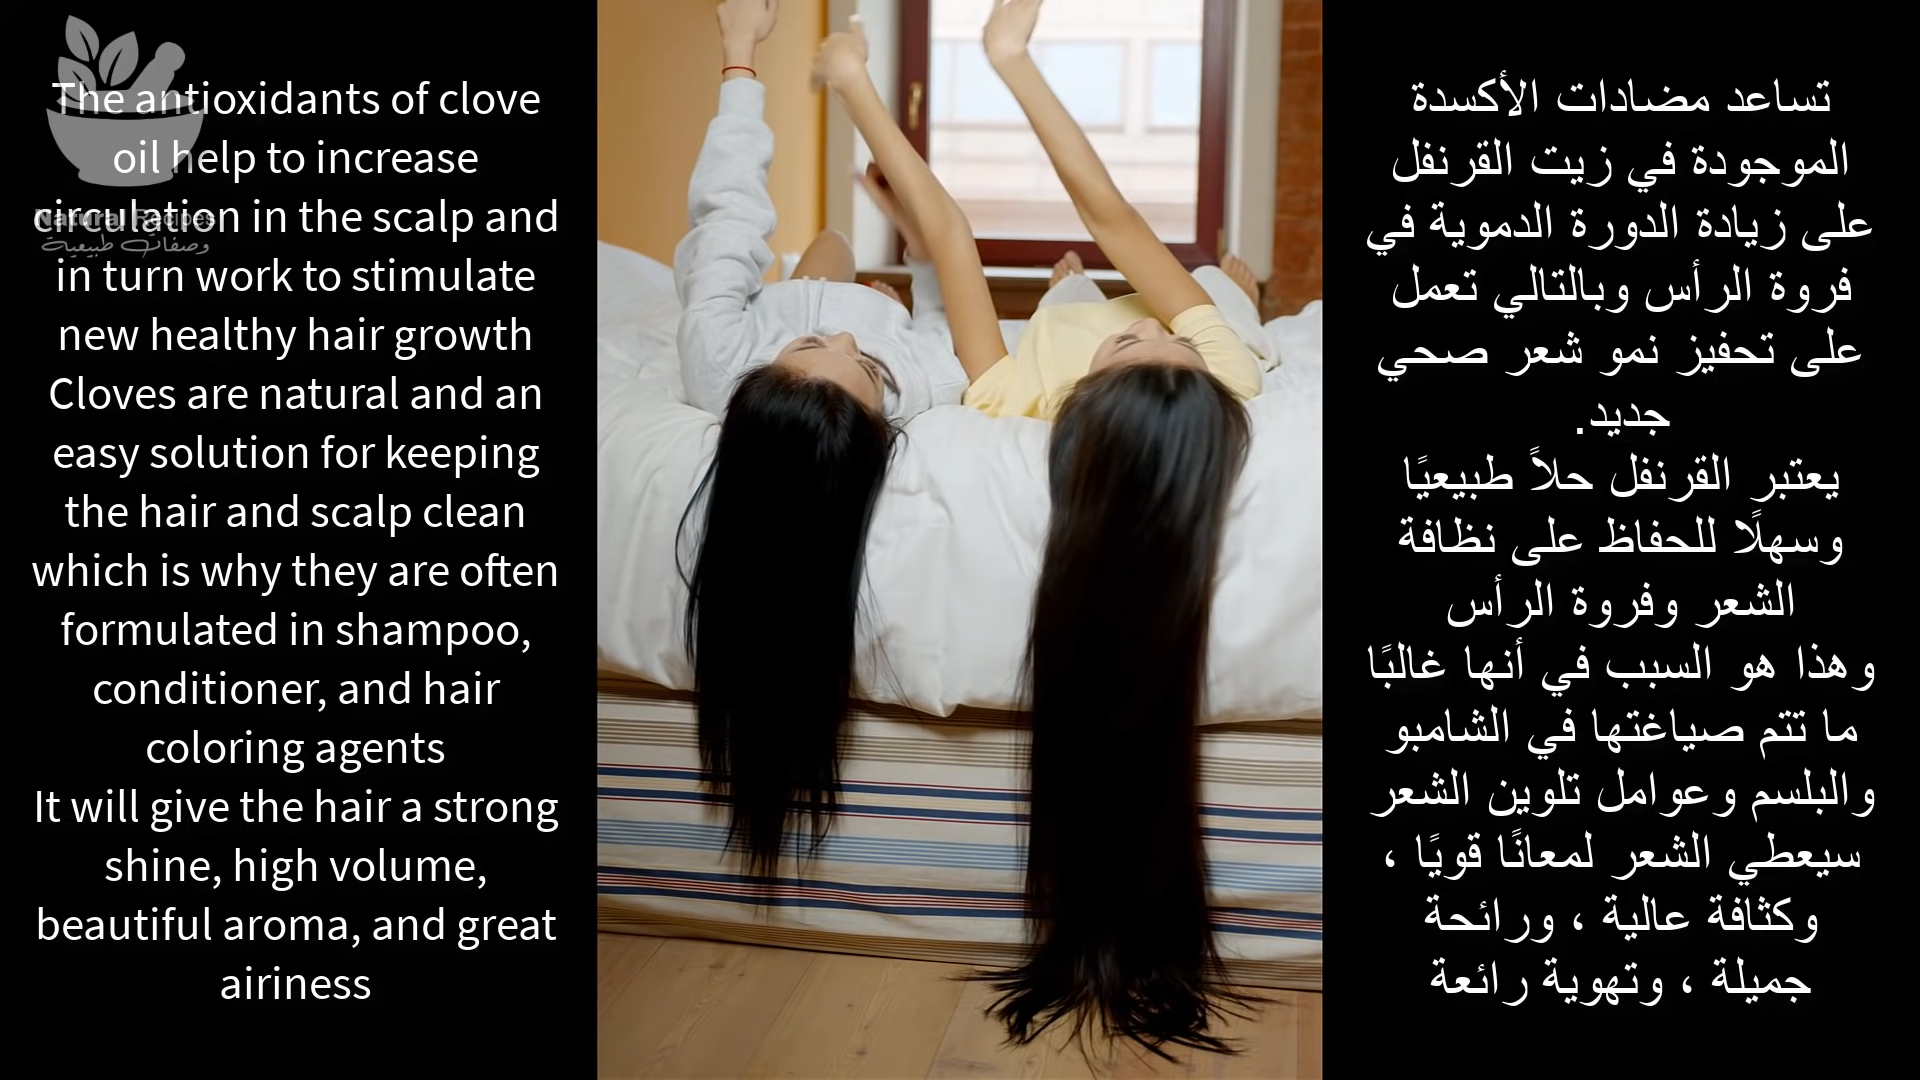 The antioxidants of clove
oil help to increase
circulation in the scalp and
in turn work to stimulate
new healthy hair growth
Cloves are natural and an
easy solution for keeping
the hair and scalp clean
which is why they are often
formulated in shampoo,
conditioner, and hair
coloring agents
It will give the hair a strong
shine, high volume,
beautiful aroma, and great
airiness
Natural Recipes
وصفات طبيعية
تساعد مضادات الأكسدة
الموجودة في زيت القرنفل
على زيادة الدورة الدموية في
فروة الرأس وبالتالي تعمل
على تحفيز نمو شعر صحي
جديد.
يعتبر القرنفل حلاً طبيعيًا
وسهلًا للحفاظ على نظافة
الشعر وفروة الرأس
وهذا هو السبب في أنها غالبًا
ما تتم صياغتها في الشامبو
والبلسم وعوامل تلوين الشعر
سيعطي الشعر لمعانًا قويًا ،
وكثافة عالية ، ورائحة
جميلة ، وتهوية رائعة